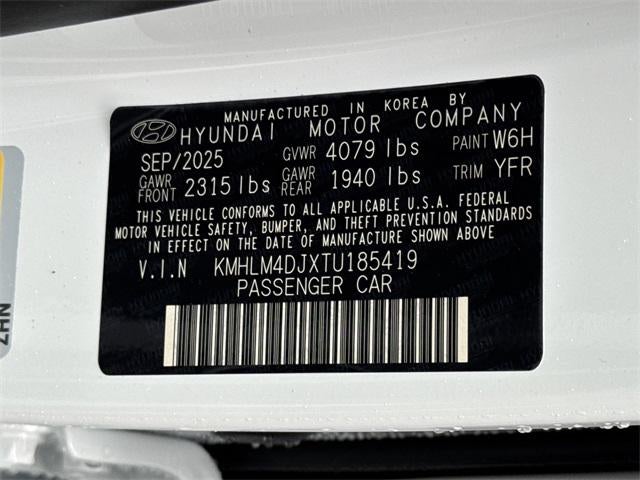 MANUFACTURED IN KOREA BY
HYUNDAI MOTOR COMPANY
SEP/2025 GVWR 4079 lbs PAINT W6H
GAWR FRONT 2315 lbs GAWR REAR 1940 lbs TRIM YFR
THIS VEHICLE CONFORMS TO ALL APPLICABLE U.S.A. FEDERAL
MOTOR VEHICLE SAFETY, BUMPER, AND THEFT PREVENTION STANDARDS
IN EFFECT ON THE DATE OF MANUFACTURE SHOWN ABOVE
V.I.N KMHLM4DJXTU185419
PASSENGER CAR
NHZ